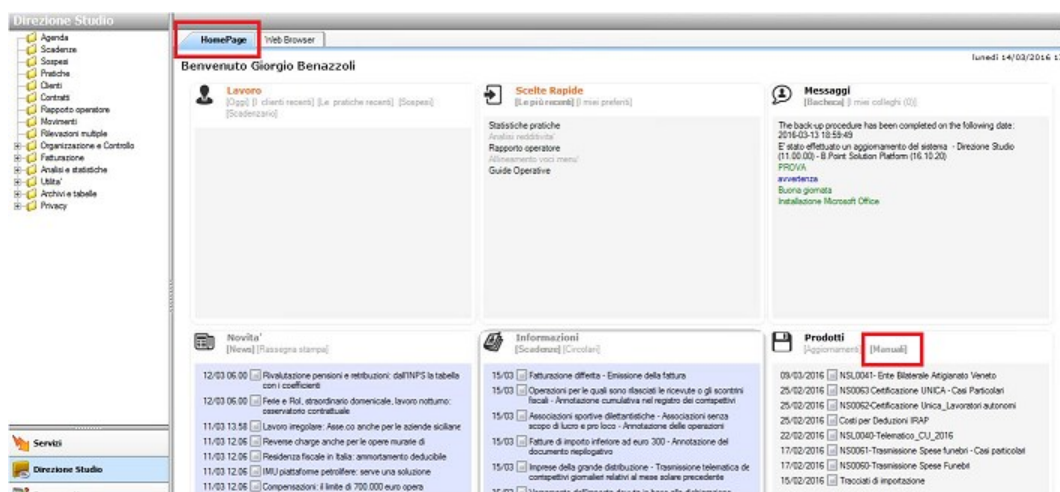 Direzione Studio
Agenda
Scadenze
Sospesi
Pratiche
Clienti
Contratti
Rapporto operatore
Movimenti
Rilevazioni multiple
Organizzazione e Controllo
Fatturazione
Analisi e statistiche
Utilita'
Archivi e tabelle
Privacy
Servizi
Direzione Studio
HomePage
Web Browser
lunedì 14/03/2016
Benvenuto Giorgio Benazzoli
Lavoro
[Oggi] [I clienti recenti] [Le pratiche recenti] [Sospesi]
[Scadenzario]
Scelte Rapide
[Le più recenti] [I miei preferiti]
Statistiche pratiche
Analisi redditivita'
Rapporto operatore
Allineamento voci menu'
Guide Operative
Messaggi
[Bacheca] [I miei colleghi (0)]
The back-up procedure has been completed on the following date:
2016-03-13 18:59:49
E' stato effettuato un aggiornamento del sistema - Direzione Studio
(11.00.00) - B.Point Solution Platform (16.10.20)
PROVA
avvertenza
Buona giornata
Installazione Microsoft Office
Novita'
[News] [Rassegna stampa]
12/03 06.00 Rivalutazione pensioni e retribuzioni: dall'INPS la tabella
con i coefficienti
12/03 06.00 Ferie e Rol, straordinario domenicale, lavoro notturno:
osservatorio contrattuale
11/03 13.58 Lavoro irregolare: Asse.co anche per le aziende siciliane
11/03 12.06 Reverse charge anche per le opere murarie di
11/03 12.06 Residenza fiscale in Italia: ammortamento deducibile
11/03 12.06 IMU piattaforme petrolifere: serve una soluzione
11/03 12.06 Compensazioni: il limite di 700.000 euro opera
Informazioni
[Scadenze] [Circolari]
15/03 Fatturazione differita - Emissione della fattura
15/03 Operazioni per le quali sono rilasciati le ricevute o gli scontrini
fiscali - Annotazione cumulativa nel registro dei corrispettivi
15/03 Associazioni sportive dilettantistiche - Associazioni senza
scopo di lucro e pro loco - Annotazione delle operazioni
15/03 Fatture di importo inferiore ad euro 300 - Annotazione del
documento riepilogativo
15/03 Imprese della grande distribuzione - Trasmissione telematica de
corrispettivi giornalieri relativi al mese solare precedente
Prodotti
[Aggiornamenti] [Manuali]
09/03/2016 NSL0041- Ente Bilaterale Artigianato Veneto
25/02/2016 NS0063 Certificazione UNICA - Casi Particolari
25/02/2016 NS0062-Certificazione Unica_Lavoratori autonomi
25/02/2016 Costi per Deduzioni IRAP
22/02/2016 NSL0040-Telematico_CU_2016
17/02/2016 NS0061-Trasmissione Spese funebri - Casi particolari
17/02/2016 NS0060-Trasmissione Spese Funebri
15/02/2016 Tracciati di importazione